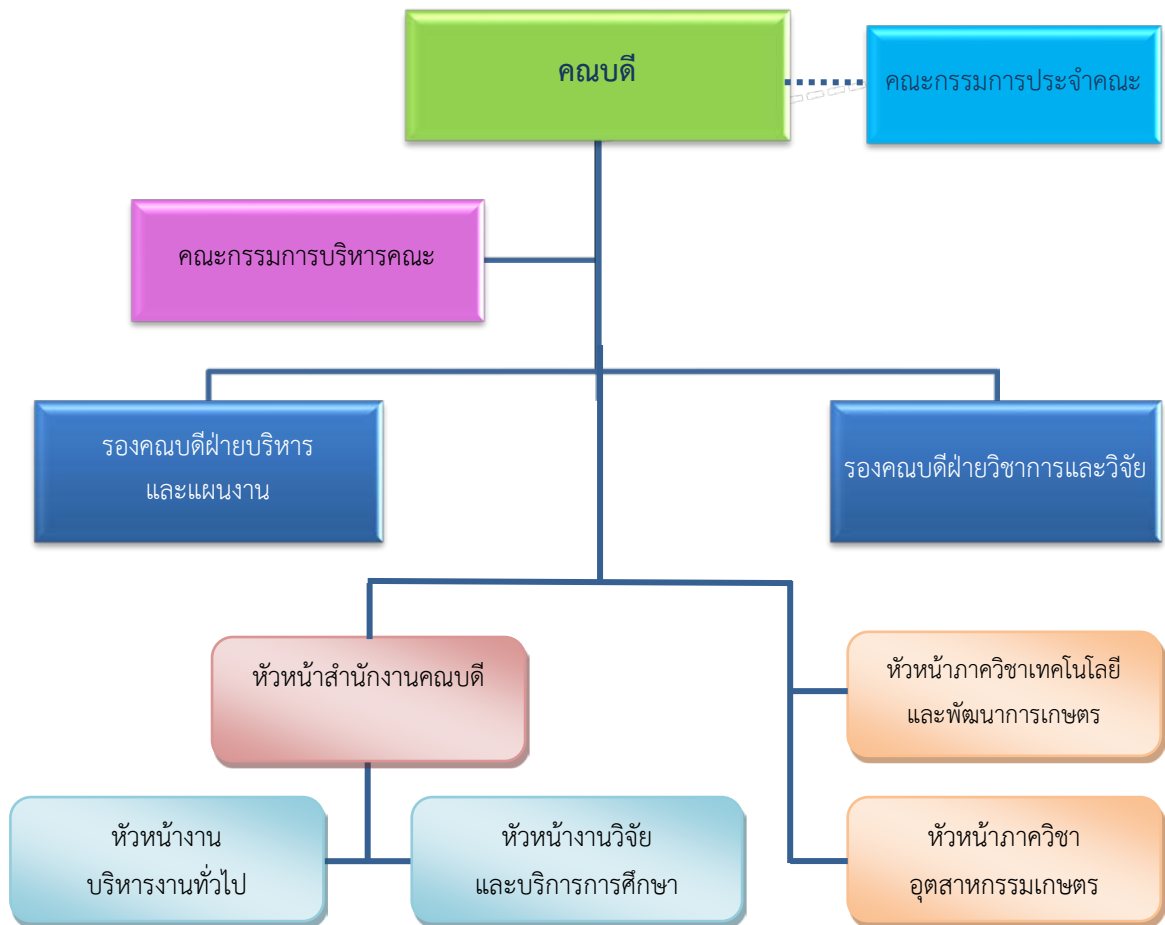 คณบดี
คณะกรรมการประจำคณะ
คณะกรรมการบริหารคณะ
รองคณบดีฝ่ายบริหาร
และแผนงาน
รองคณบดีฝ่ายวิชาการและวิจัย
หัวหน้าสำนักงานคณบดี
หัวหน้าภาควิชาเทคโนโลยี
และพัฒนาการเกษตร
หัวหน้างาน
บริหารงานทั่วไป
หัวหน้างานวิจัย
และบริการการศึกษา
หัวหน้าภาควิชา
อุตสาหกรรมเกษตร